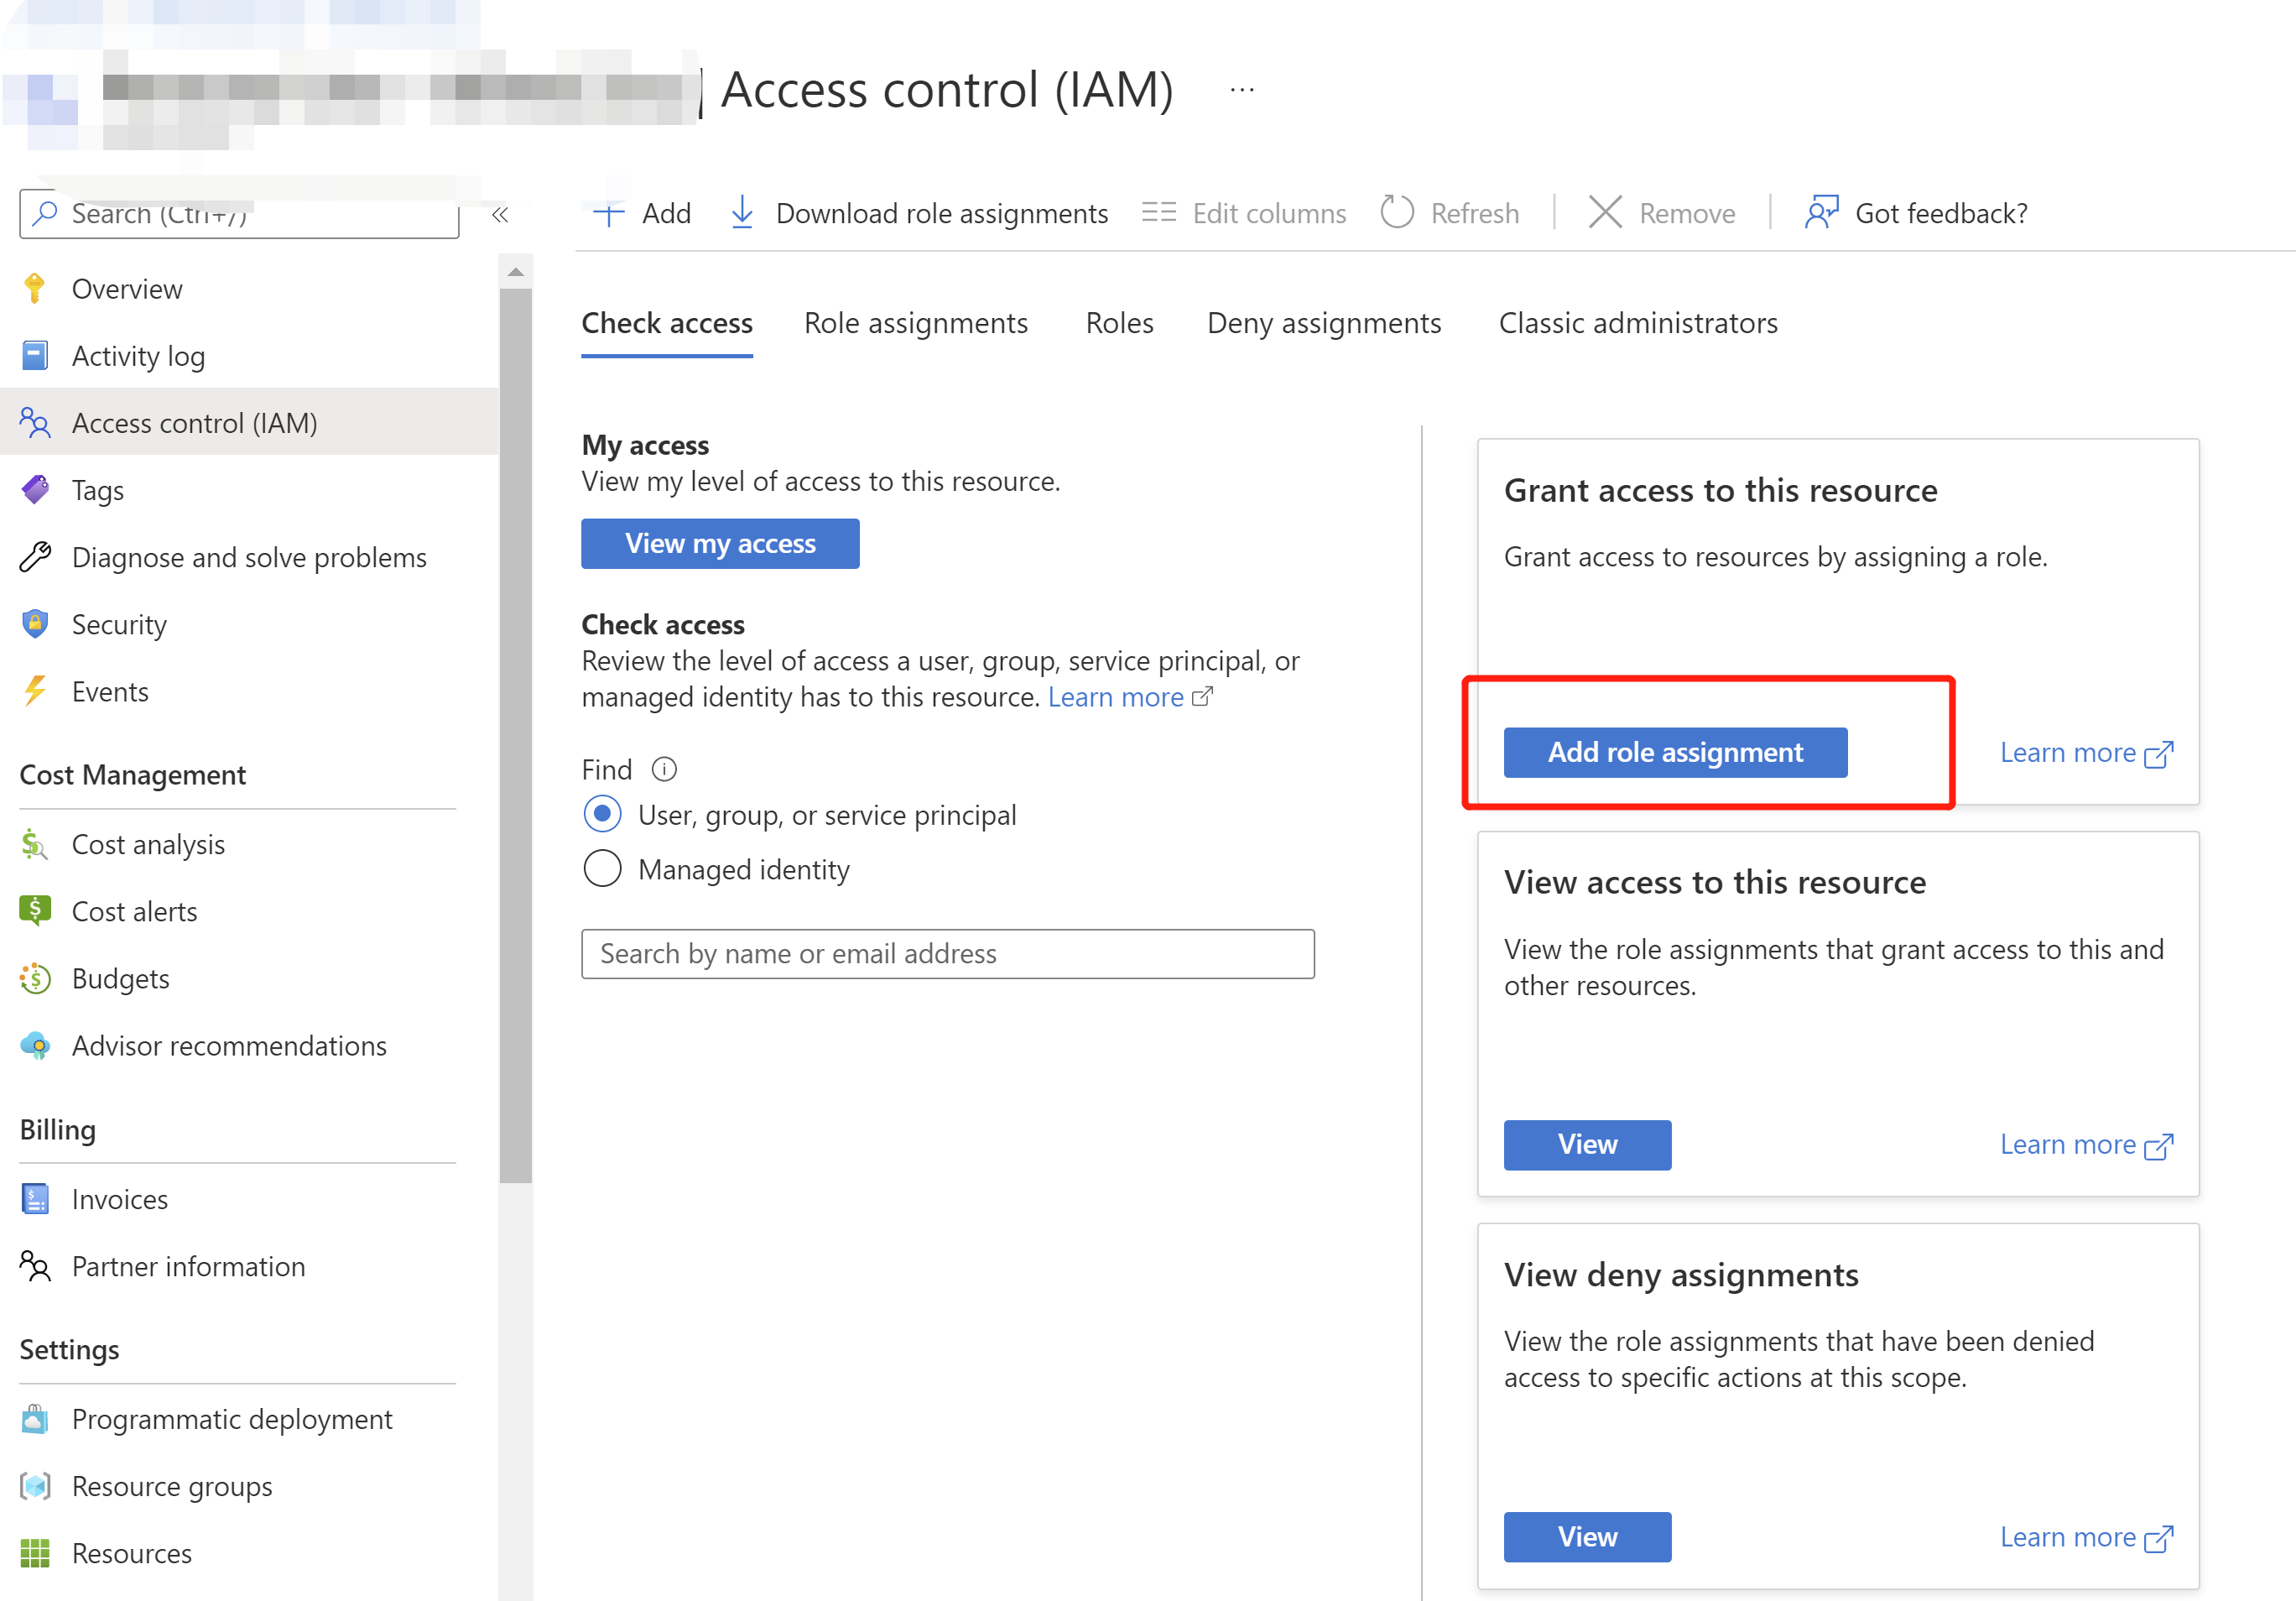 Access control (IAM) ...
Search (Ctrl+/)
«
Add
Download role assignments
Edit columns
Refresh
Remove
Got feedback?
Overview
Activity log
Access control (IAM)
Tags
Diagnose and solve problems
Security
Events
Cost Management
Cost analysis
Cost alerts
Budgets
Advisor recommendations
Billing
Invoices
Partner information
Settings
Programmatic deployment
Resource groups
Resources
Check access
Role assignments
Roles
Deny assignments
Classic administrators
My access
View my level of access to this resource.
View my access
Check access
Review the level of access a user, group, service principal, or
managed identity has to this resource. Learn more
Find
User, group, or service principal
Managed identity
Search by name or email address
Grant access to this resource
Grant access to resources by assigning a role.
Add role assignment
Learn more
View access to this resource
View the role assignments that grant access to this and
other resources.
View
Learn more
View deny assignments
View the role assignments that have been denied
access to specific actions at this scope.
View
Learn more